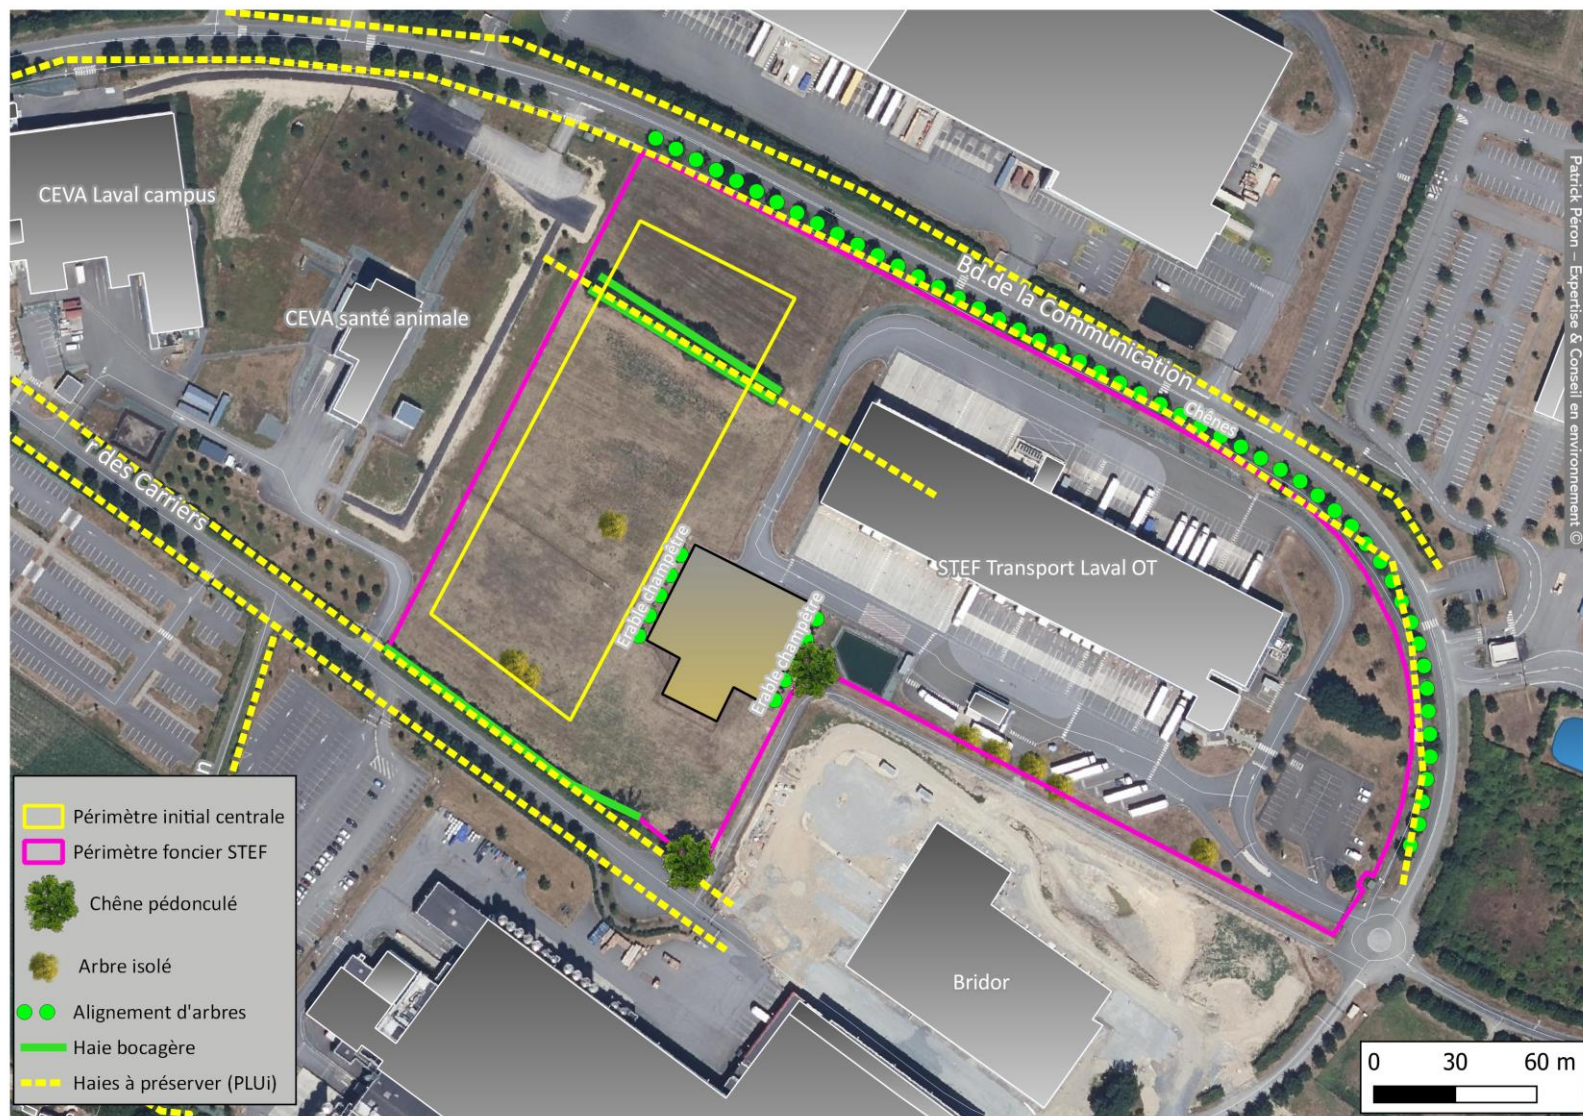 CEVA Laval campus
CEVA santé animale
Bd de la Communication
Chênes
r des Carriers
STEF Transport Laval OT
Erable champêtre
Erable champêtre
Bridor
n
Patrick Péron – Expertise & Conseil en environnement ©
Périmètre initial centrale
Périmètre foncier STEF
Chêne pédonculé
Arbre isolé
Alignement d'arbres
Haie bocagère
Haies à préserver (PLUi)
0 30 60 m